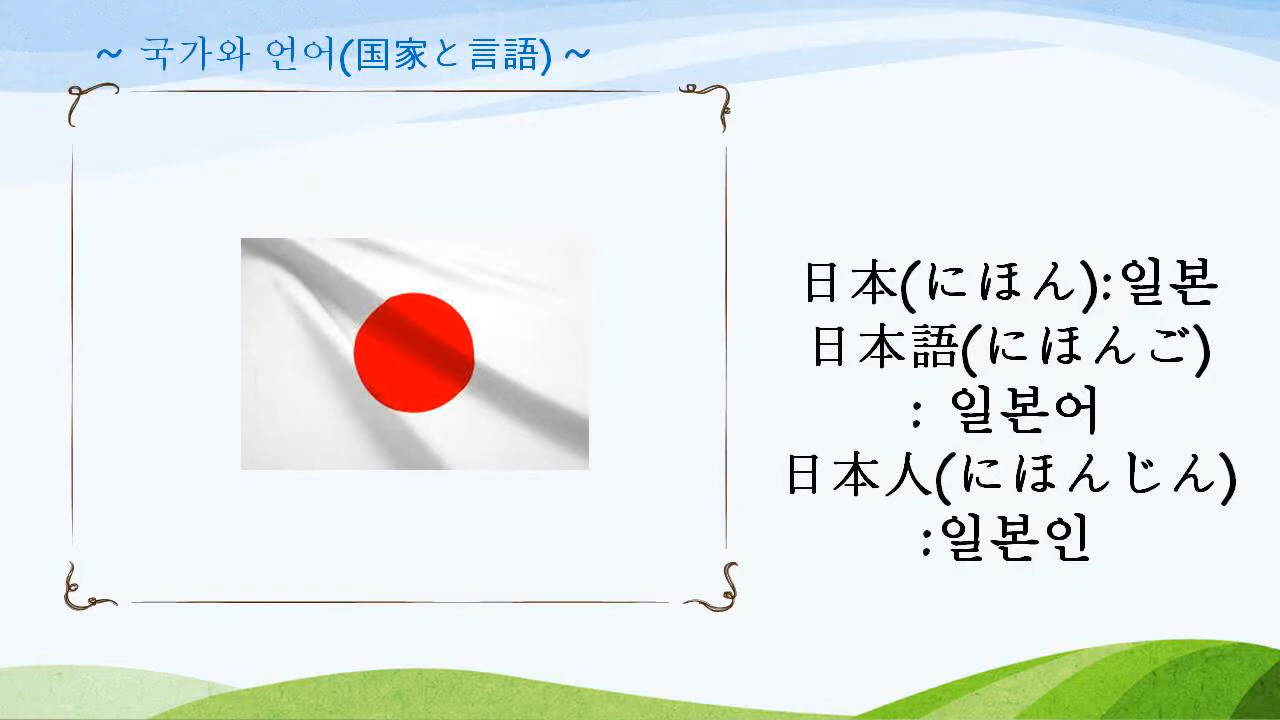 ~ 국가와 언어(国家と言語) ~
日本(にほん):일본
日本語(にほんご)
: 일본어
日本人(にほんじん)
:일본인